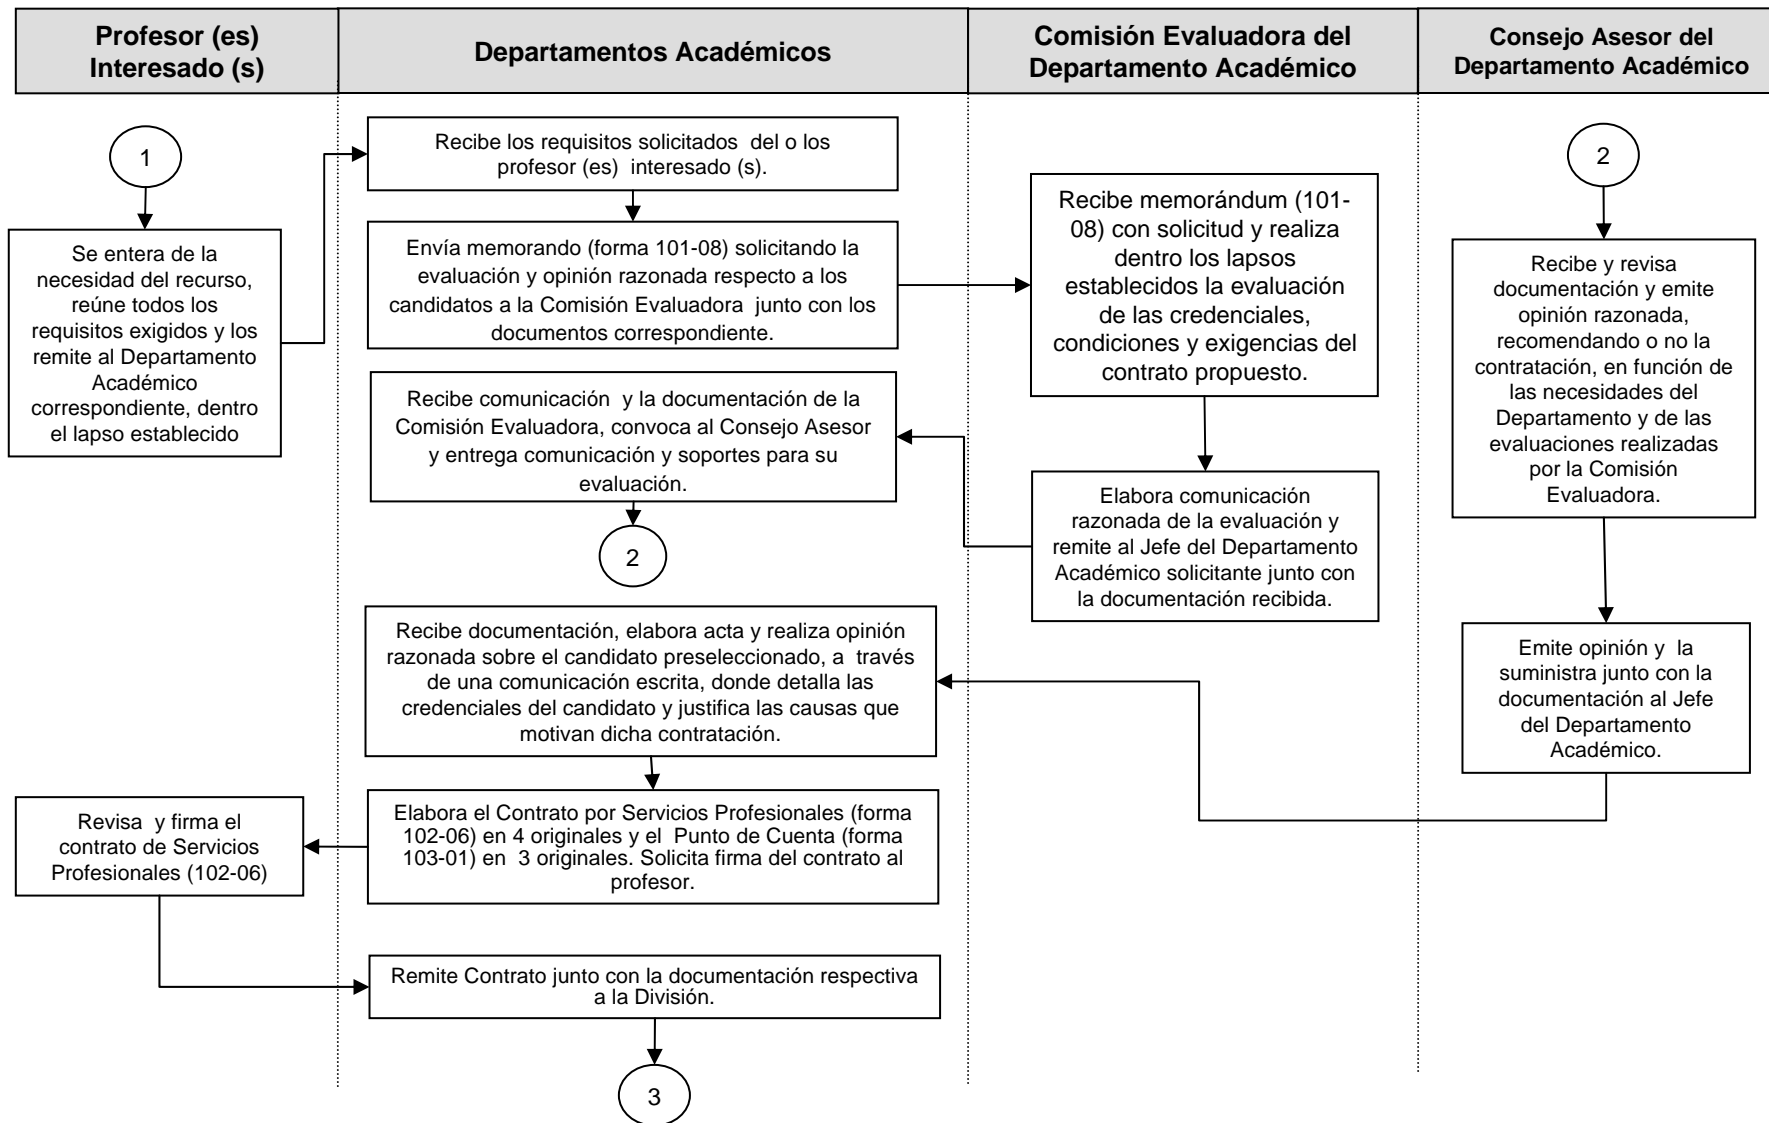 Profesor (es)
Interesado (s)
Departamentos Académicos
Comisión Evaluadora del
Departamento Académico
Consejo Asesor del
Departamento Académico
1
Se entera de la
necesidad del recurso,
reúne todos los
requisitos exigidos y los
remite al Departamento
Académico
correspondiente, dentro
el lapso establecido
Recibe los requisitos solicitados del o los
profesor (es) interesado (s).
Envía memorando (forma 101-08) solicitando la
evaluación y opinión razonada respecto a los
candidatos a la Comisión Evaluadora junto con los
documentos correspondiente.
Recibe memorándum (101-
08) con solicitud y realiza
dentro los lapsos
establecidos la evaluación
de las credenciales,
condiciones y exigencias del
contrato propuesto.
Elabora comunicación
razonada de la evaluación y
remite al Jefe del Departamento
Académico solicitante junto con
la documentación recibida.
Recibe comunicación y la documentación de la
Comisión Evaluadora, convoca al Consejo Asesor
y entrega comunicación y soportes para su
evaluación.
2
2
Recibe y revisa
documentación y emite
opinión razonada,
recomendando o no la
contratación, en función de
las necesidades del
Departamento y de las
evaluaciones realizadas
por la Comisión
Evaluadora.
Emite opinión y la
suministra junto con la
documentación al Jefe
del Departamento
Académico.
Recibe documentación, elabora acta y realiza opinión
razonada sobre el candidato preseleccionado, a través
de una comunicación escrita, donde detalla las
credenciales del candidato y justifica las causas que
motivan dicha contratación.
Elabora el Contrato por Servicios Profesionales (forma
102-06) en 4 originales y el Punto de Cuenta (forma
103-01) en 3 originales. Solicita firma del contrato al
profesor.
Revisa y firma el
contrato de Servicios
Profesionales (102-06)
Remite Contrato junto con la documentación respectiva
a la División.
3